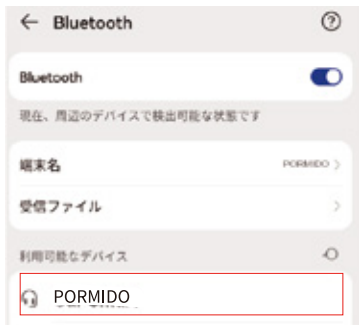 Bluetooth
Bluetooth
現在、周辺のデバイスで検出可能な状態です
端末名 PORMIDO
受信ファイル
利用可能なデバイス
PORMIDO